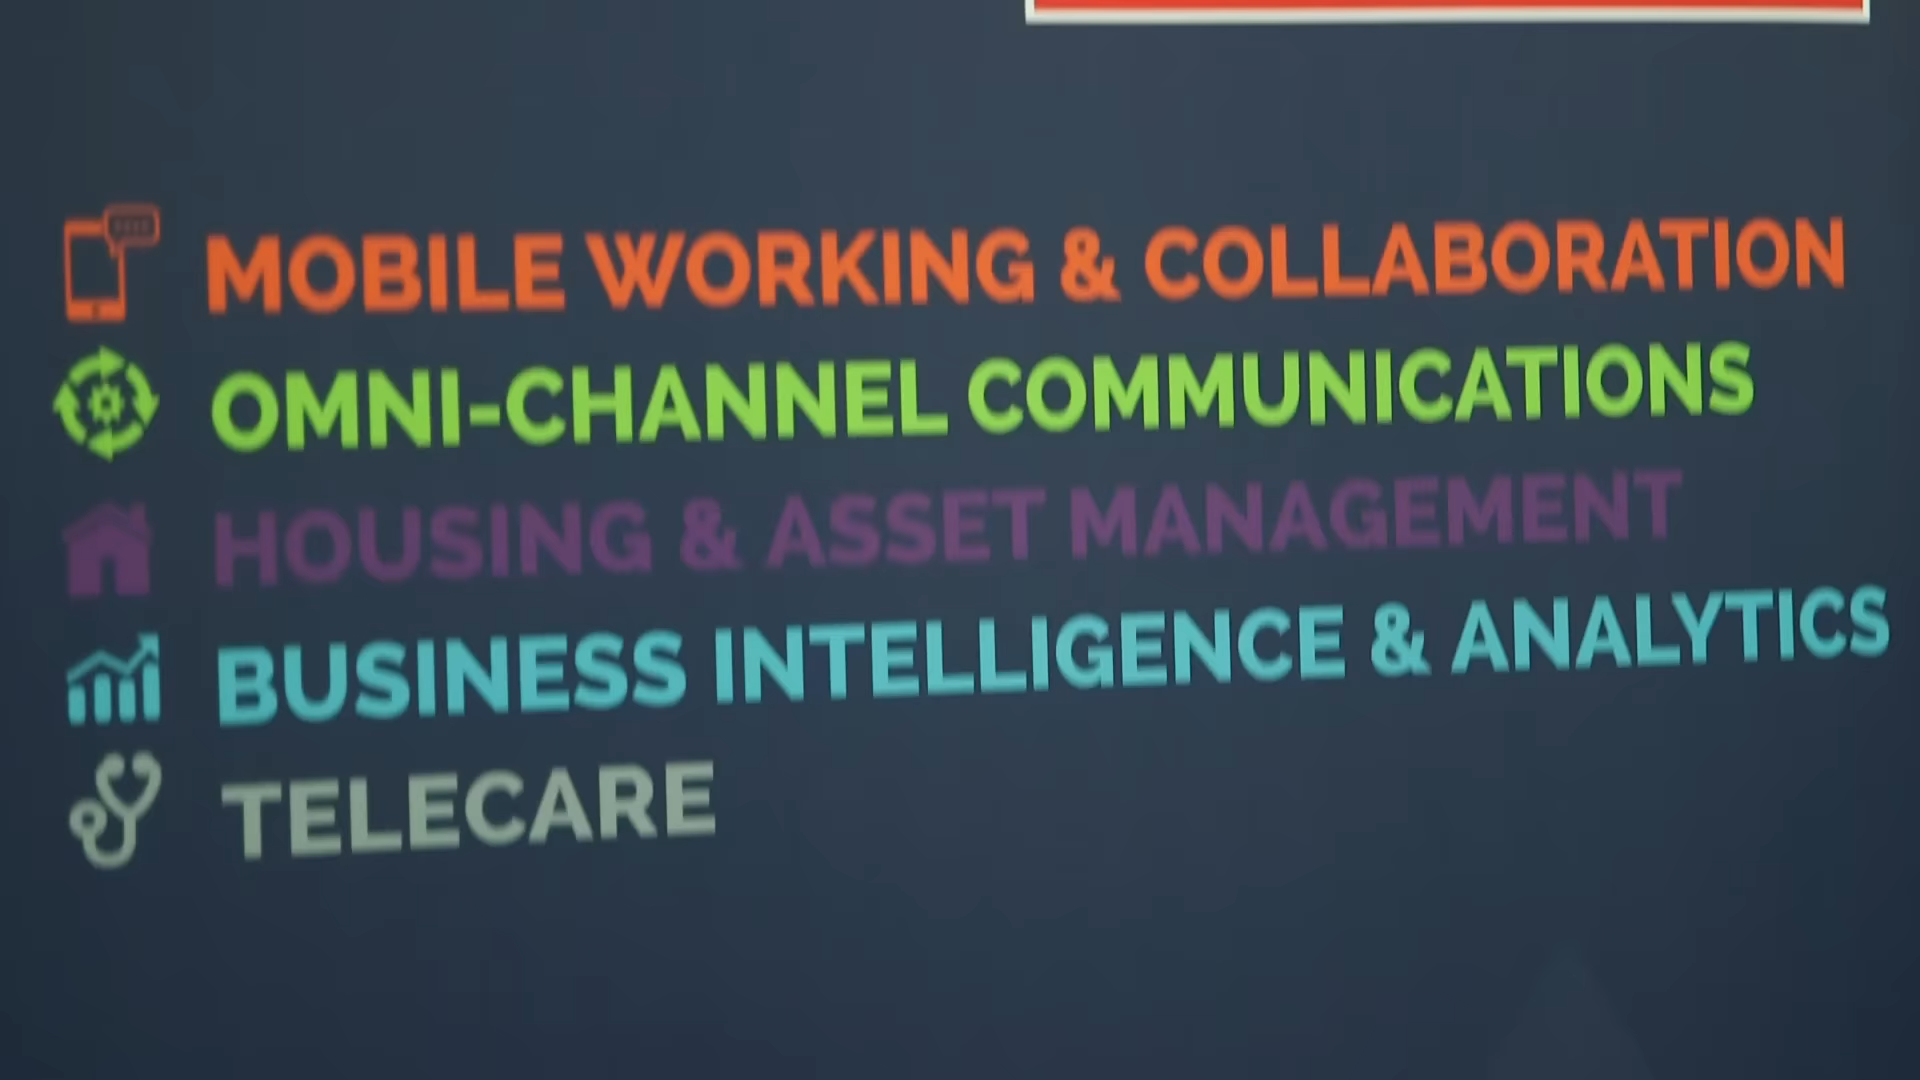 MOBILE WORKING & COLLABORATION
OMNI-CHANNEL COMMUNICATIONS
HOUSING & ASSET MANAGEMENT
BUSINESS INTELLIGENCE & ANALYTICS
TELECARE